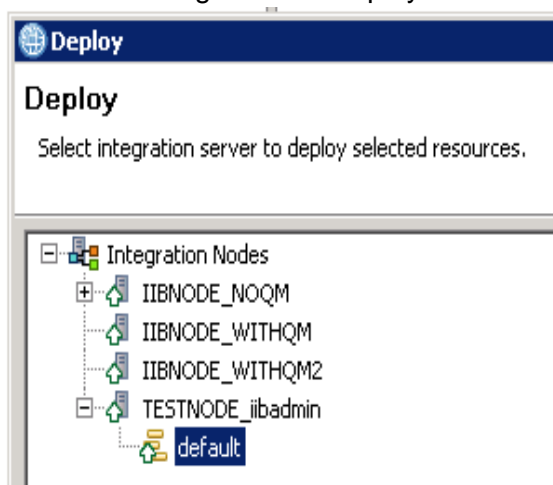 Deploy
Deploy
Select integration server to deploy selected resources.
Integration Nodes
IIBNODE_NOQM
IIBNODE_WITHQM
IIBNODE_WITHQM2
TESTNODE_iibadmin
default